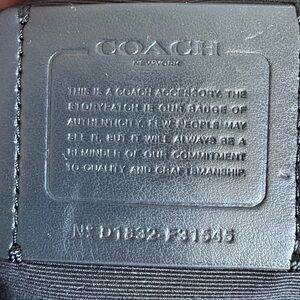 COACH
NEW YORK
THIS IS A COACH ACCESSORY. THE
STORYPATCH IS OUR BADGE OF
AUTHENTICITY. FEW PEOPLE MAY
SEE IT, BUT IT WILL ALWAYS BE A
REMINDER OF OUR COMMITMENT
TO QUALITY AND CRAFTSMANSHIP.
Nº D1832-F31545